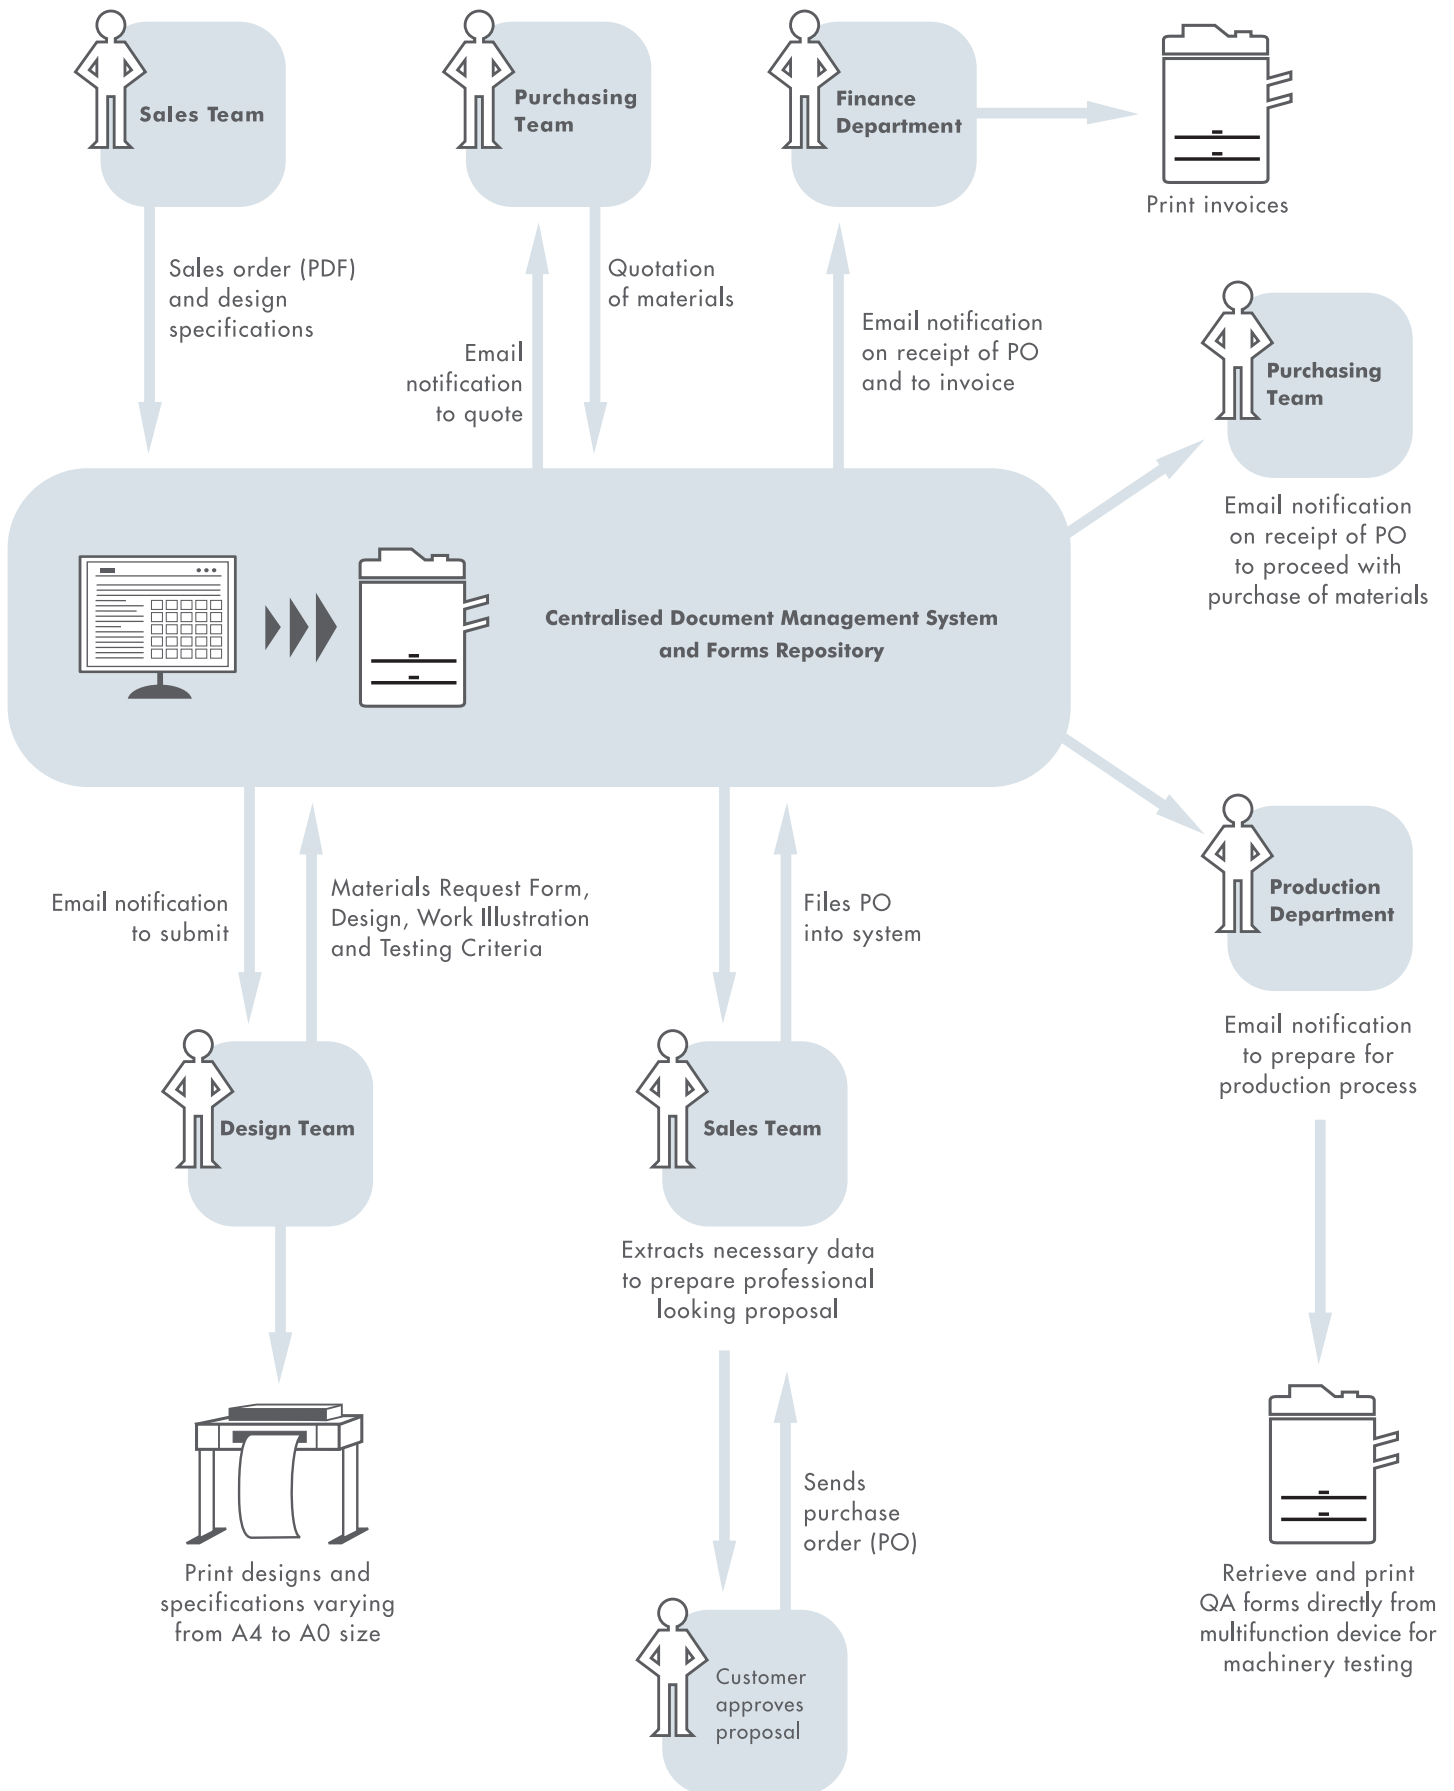 Sales Team
Purchasing
Team
Finance
Department
Print invoices
Sales order (PDF)
and design
specifications
Email
notification
to quote
Quotation
of materials
Email notification
on receipt of PO
and to invoice
Purchasing
Team
Email notification
on receipt of PO
to proceed with
purchase of materials
Centralised Document Management System
and Forms Repository
Email notification
to submit
Materials Request Form,
Design, Work Illustration
and Testing Criteria
Files PO
into system
Production
Department
Email notification
to prepare for
production process
Design Team
Sales Team
Extracts necessary data
to prepare professional
looking proposal
Print designs and
specifications varying
from A4 to A0 size
Sends
purchase
order (PO)
Customer
approves
proposal
Retrieve and print
QA forms directly from
multifunction device for
machinery testing